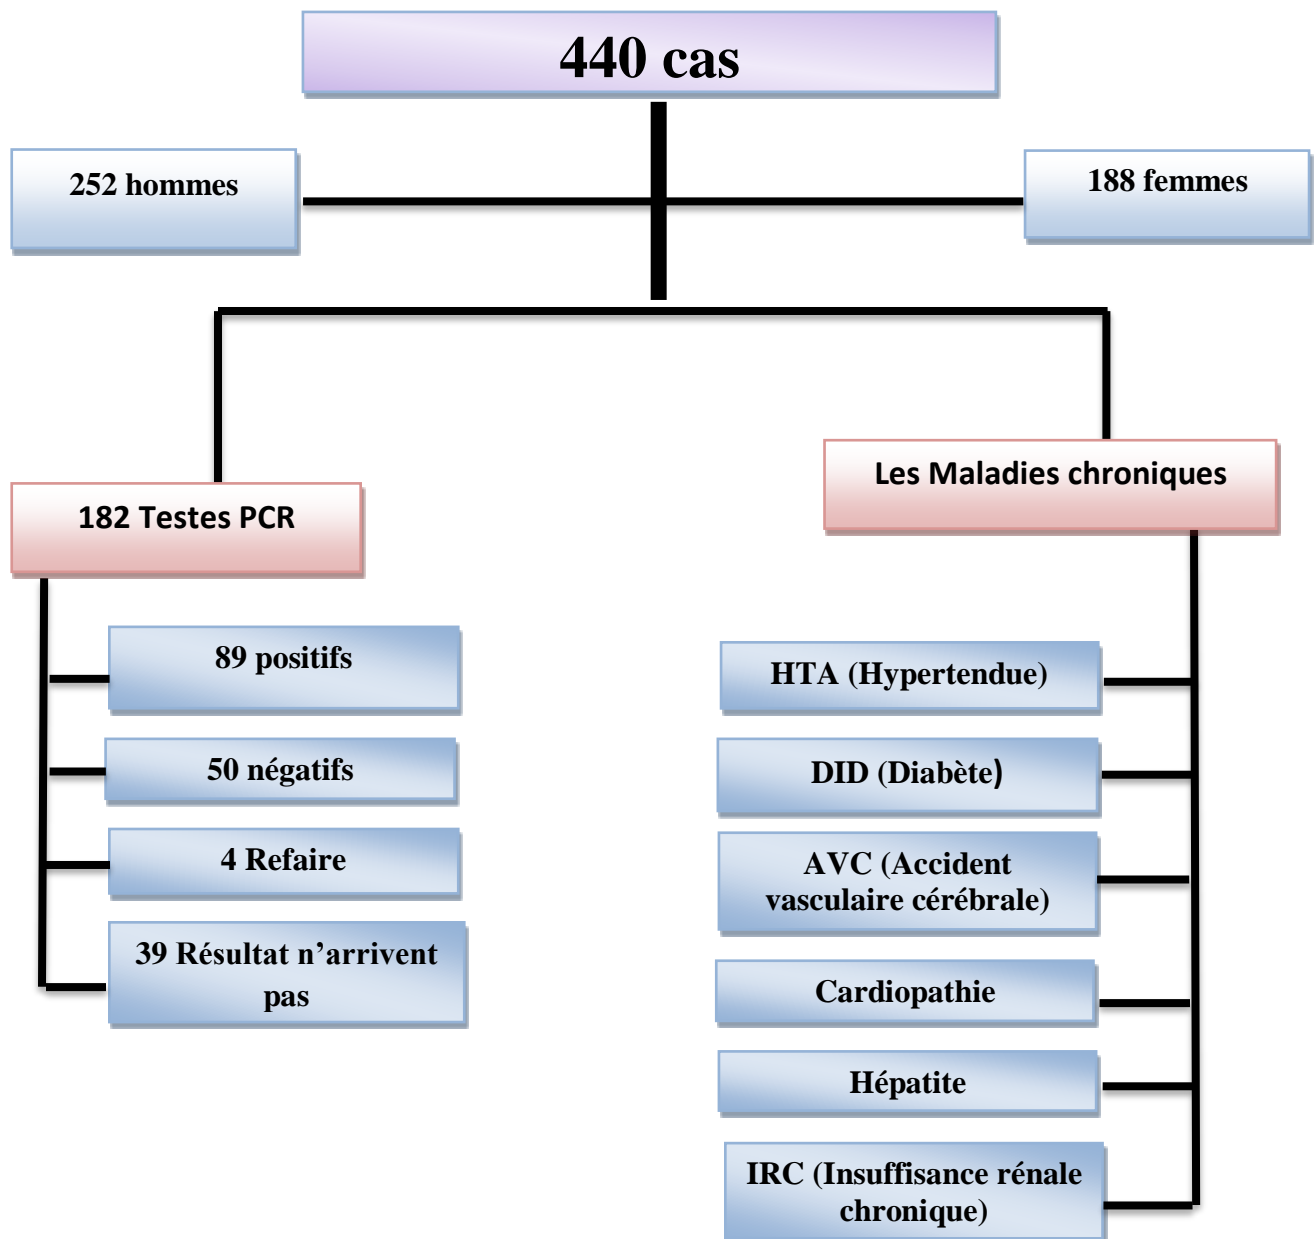 440 cas
252 hommes
188 femmes
182 Testes PCR
89 positifs
50 négatifs
4 Refaire
39 Résultat n’arrivent
pas
Les Maladies chroniques
HTA (Hypertendue)
DID (Diabète)
AVC (Accident
vasculaire cérébrale)
Cardiopathie
Hépatite
IRC (Insuffisance rénale
chronique)